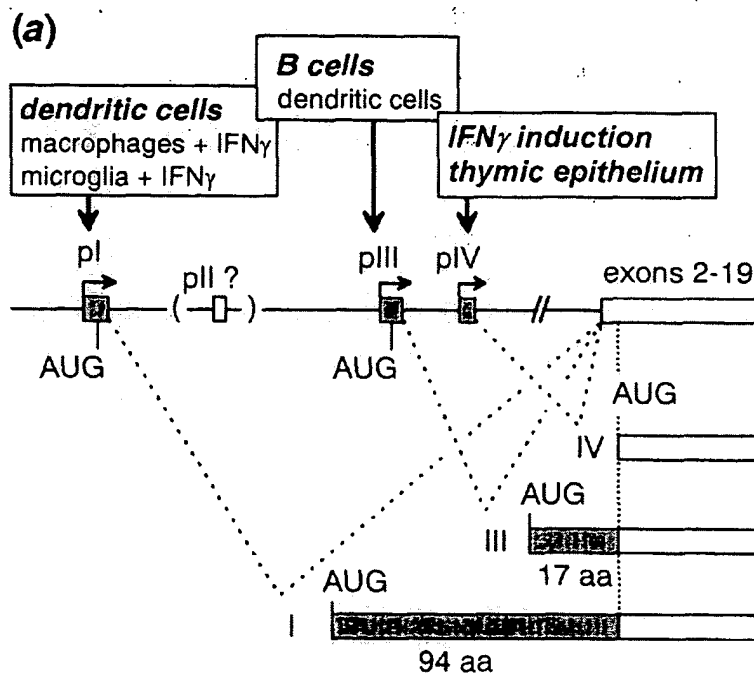 (a)
dendritic cells
macrophages + IFNγ
microglia + IFNγ
B cells
dendritic cells
IFNγ induction
thymic epithelium
pI
pII ?
pIII
pIV
exons 2-19
( )
//
AUG
AUG
AUG
IV
AUG
III
17 aa
AUG
I
94 aa